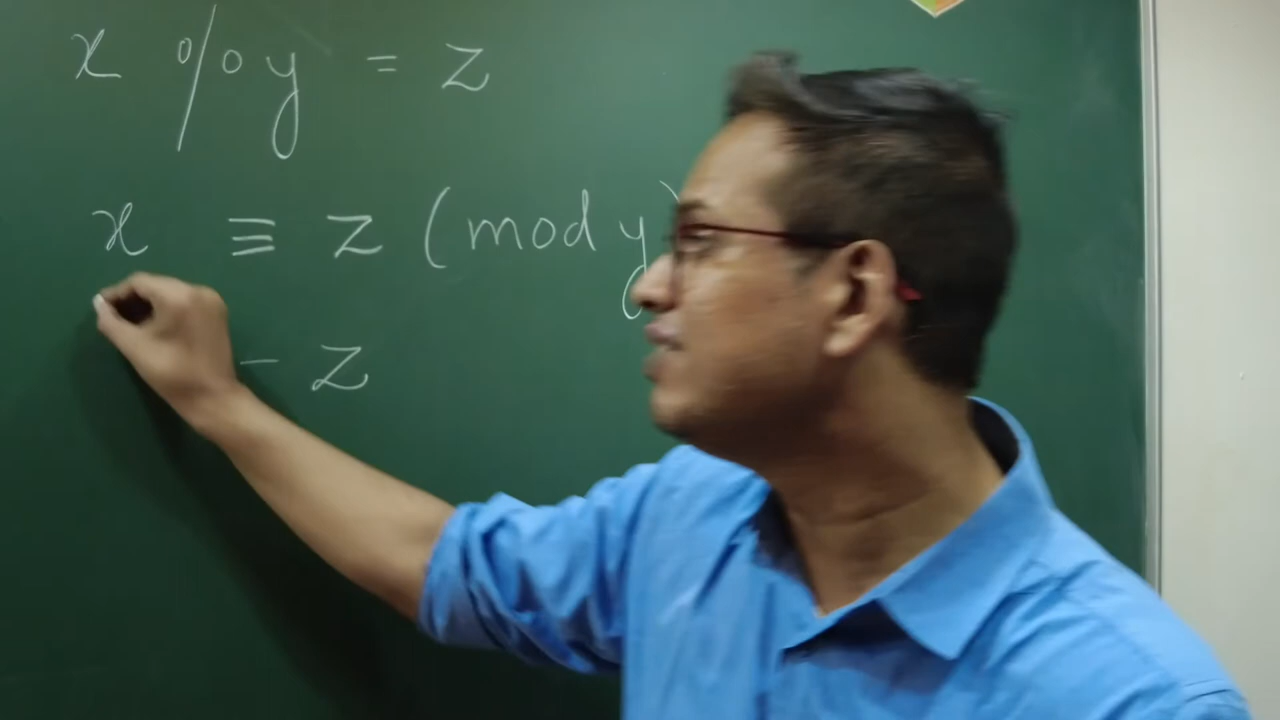 x % y = z
x ≡ z (mod y)
- z